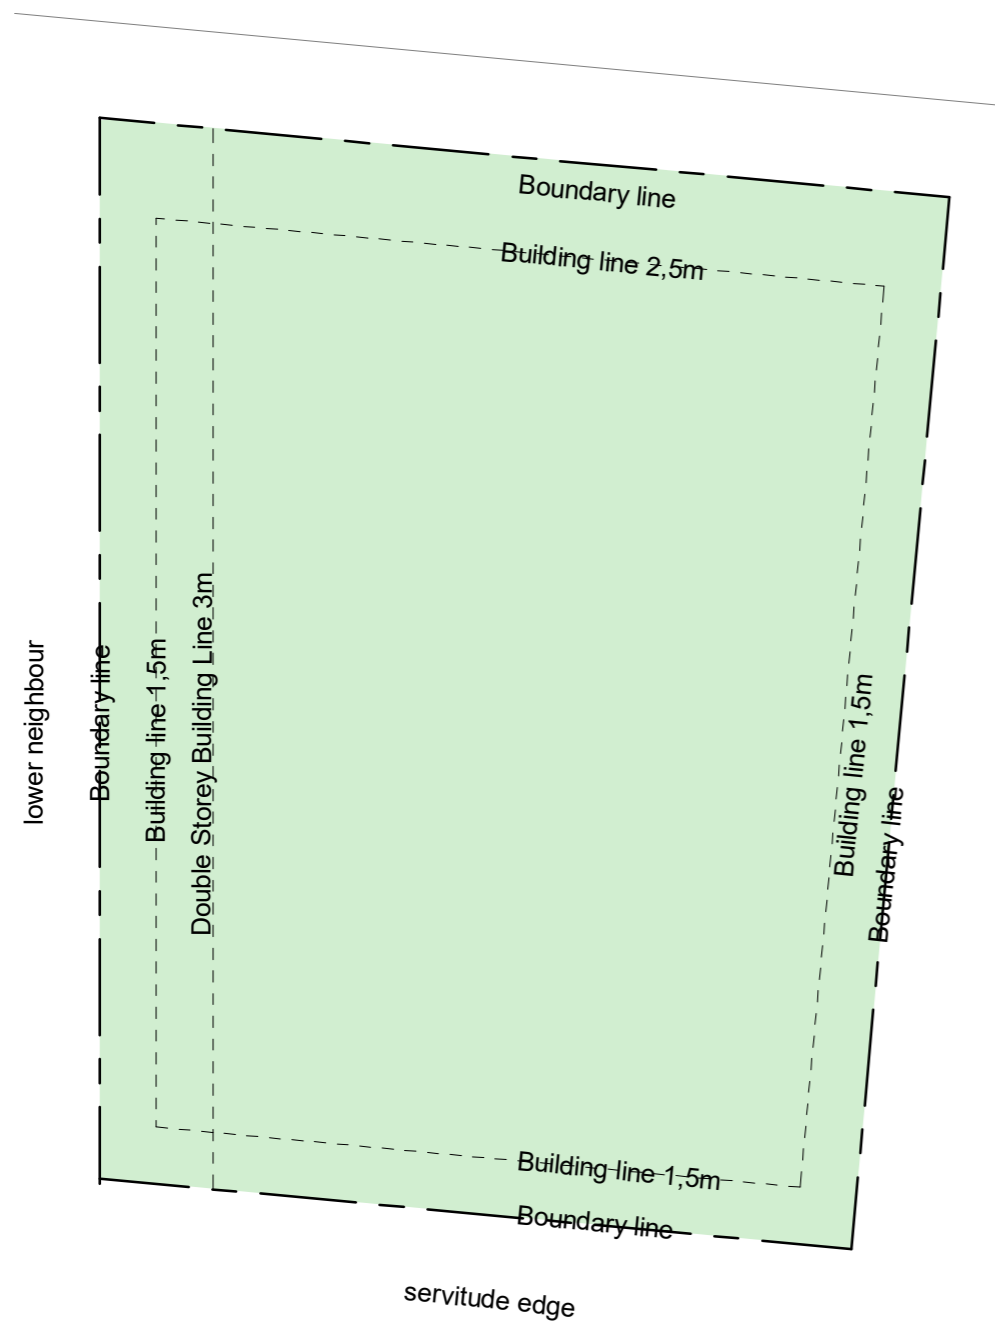 Boundary line
Building line 2,5m
lower neighbour
Boundary line
Building line 1,5m
Double Storey Building Line 3m
Building line 1,5m
Boundary line
Building line 1,5m
Boundary line
servitude edge